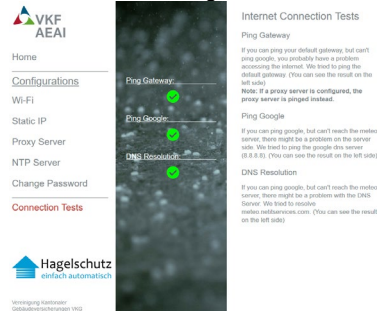 VKF
AEAI
Home
Configurations
Wi-Fi
Static IP
Proxy Server
NTP Server
Change Password
Connection Tests
Hagelschutz
einfach automatisch
Vereinigung Kantonaler
Gebäudeversicherungen VKG
Ping Gateway:
Ping Google:
DNS Resolution:
Internet Connection Tests
Ping Gateway
If you can ping your default gateway, but can't
ping google, you probably have a problem
accessing the internet. We tried to ping the
default gateway. (You can see the result on the
left side)
Note: If a proxy server is configured, the
proxy server is pinged instead.
Ping Google
If you can ping google, but can't reach the meteo
server, there might be a problem on the server
side. We tried to ping the google dns server
(8.8.8.8). (You can see the result on the left side)
DNS Resolution
If you can ping google, but can't reach the meteo
server, there might be a problem with the DNS
Server. We tried to resolve
meteo.netitservices.com. (You can see the result
on the left side)